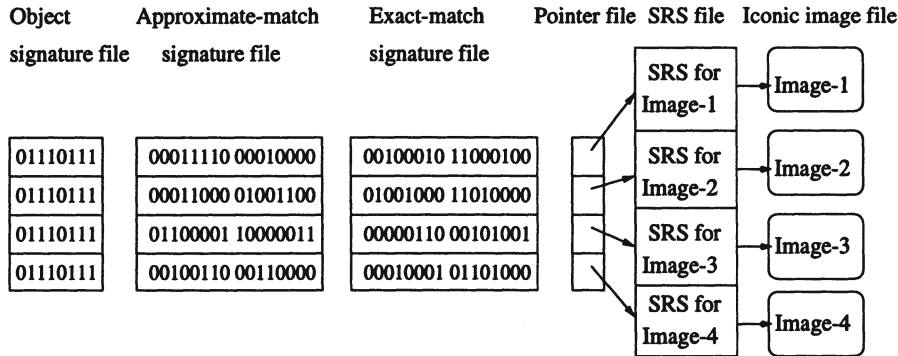 Object Approximate-match Exact-match Pointer file SRS file Iconic image file
signature file signature file signature file
SRS for
Image-1
Image-1
01110111 00011110 00010000 00100010 11000100
SRS for
Image-2
Image-2
01110111 00011000 01001100 01001000 11010000
01110111 01100001 10000011 00000110 00101001
SRS for
Image-3
Image-3
01110111 00100110 00110000 00010001 01101000
SRS for
Image-4
Image-4